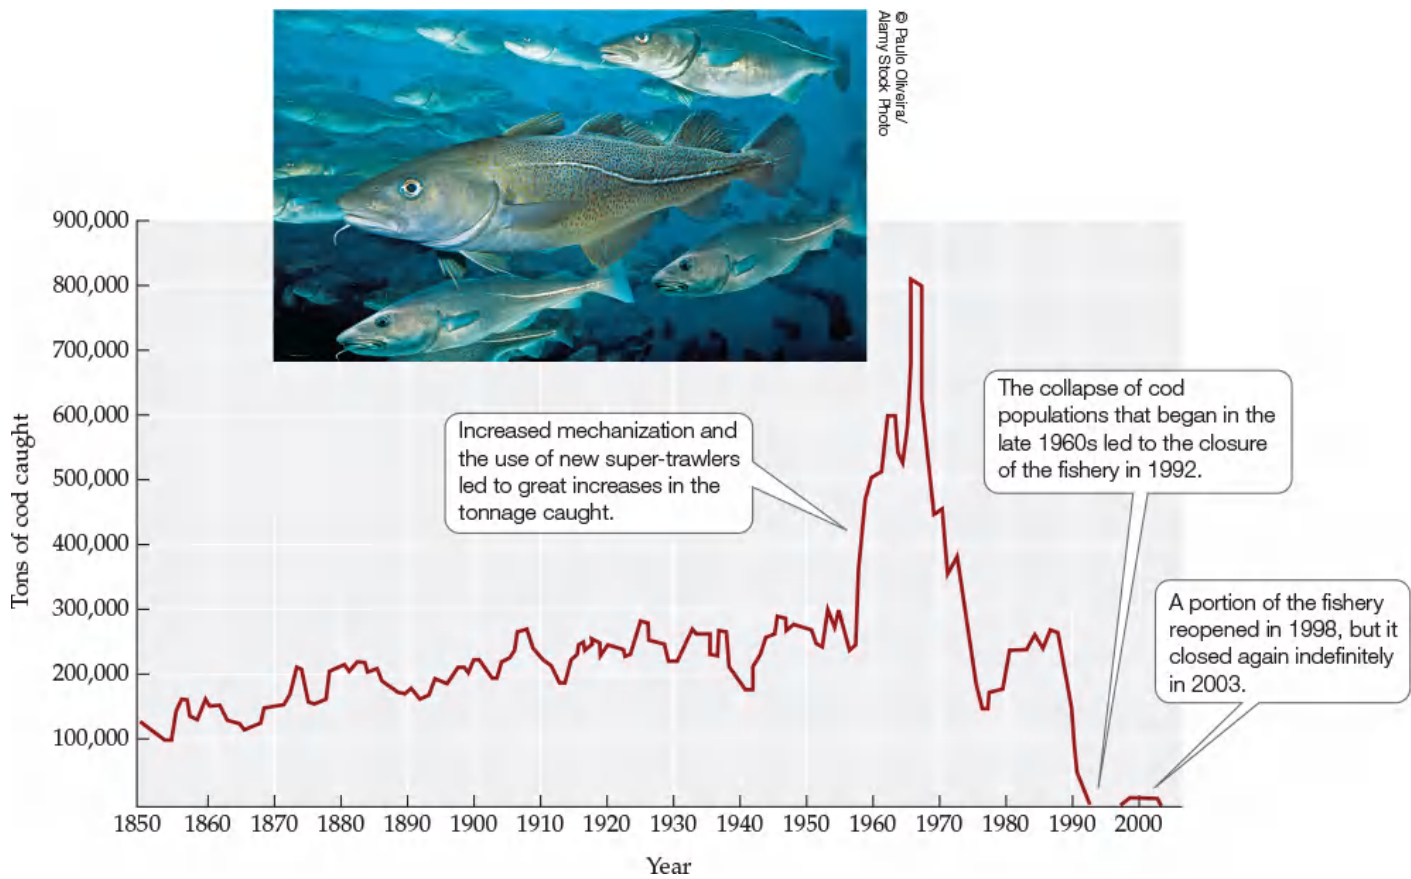 © Paulo Oliveira/
Alamy Stock Photo
900,000
800,000
700,000
600,000
500,000
400,000
300,000
200,000
100,000
Tons of cod caught
Increased mechanization and
the use of new super-trawlers
led to great increases in the
tonnage caught.
The collapse of cod
populations that began in the
late 1960s led to the closure
of the fishery in 1992.
A portion of the fishery
reopened in 1998, but it
closed again indefinitely
in 2003.
1850 1860 1870 1880 1890 1900 1910 1920 1930 1940 1950 1960 1970 1980 1990 2000
Year